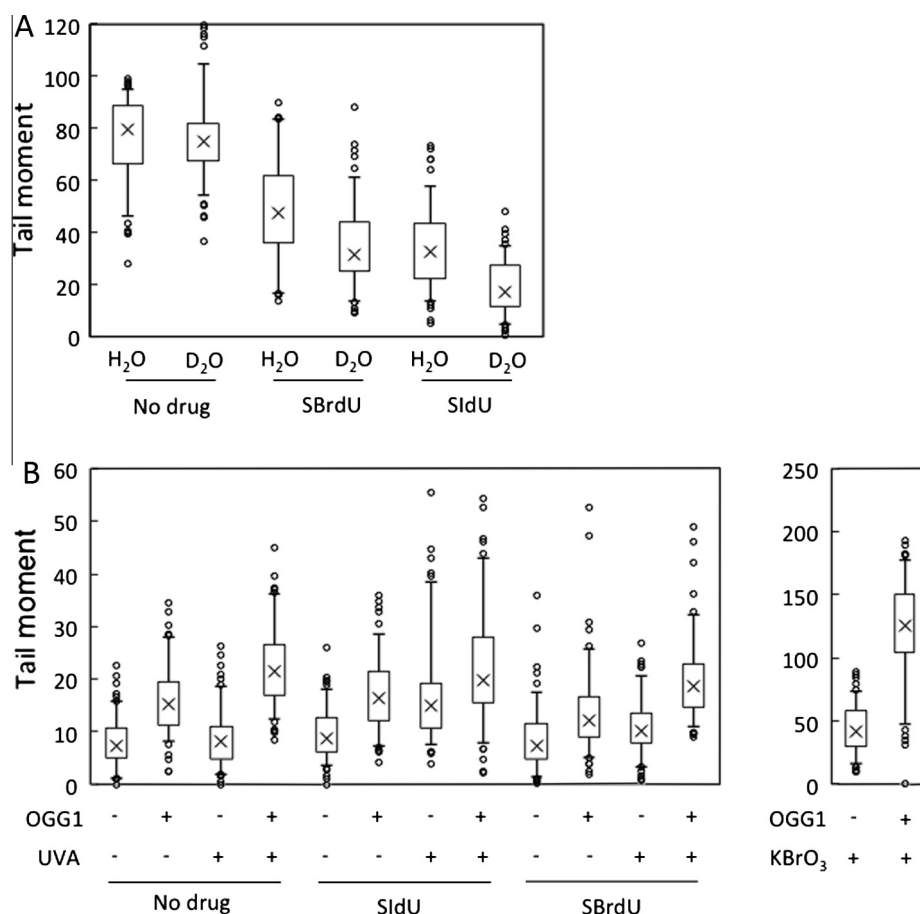 A
Tail moment
120
100
80
60
40
20
0
H₂O D₂O H₂O D₂O H₂O D₂O
No drug SBrdU SIdU
B
Tail moment
60
50
40
30
20
10
0
250
200
150
100
50
0
OGG1 - + - + - + - + - + - +
UVA - - + + - - + + - - + +
No drug SIdU SBrdU
OGG1 - +
KBrO₃ + +